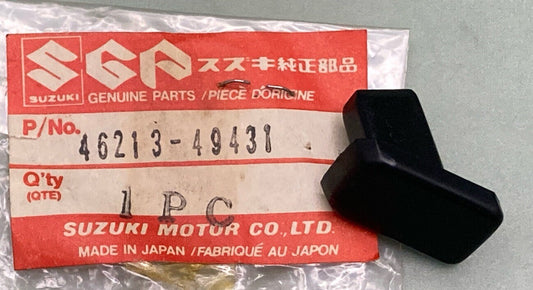 SGP スズキ純正部品
SUZUKI GENUINE PARTS / PIÈCE D'ORIGINE
P/No. 46213-49431
Q'ty
(QTE) 1 PC
SUZUKI MOTOR CO., LTD.
MADE IN JAPAN / FABRIQUÉ AU JAPON